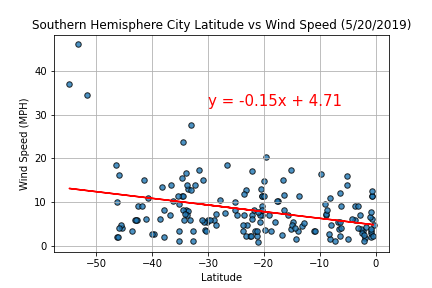 Southern Hemisphere City Latitude vs Wind Speed (5/20/2019)
Wind Speed (MPH)
40
30
20
10
0
y = -0.15x + 4.71
−50
−40
−30
−20
−10
0
Latitude